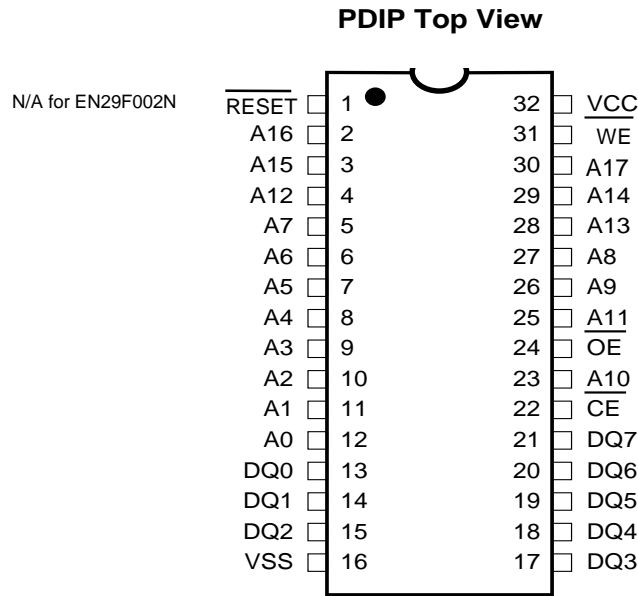 PDIP Top View
N/A for EN29F002N RESET 1 32 VCC
A16 2 31 WE
A15 3 30 A17
A12 4 29 A14
A7 5 28 A13
A6 6 27 A8
A5 7 26 A9
A4 8 25 A11
A3 9 24 OE
A2 10 23 A10
A1 11 22 CE
A0 12 21 DQ7
DQ0 13 20 DQ6
DQ1 14 19 DQ5
DQ2 15 18 DQ4
VSS 16 17 DQ3